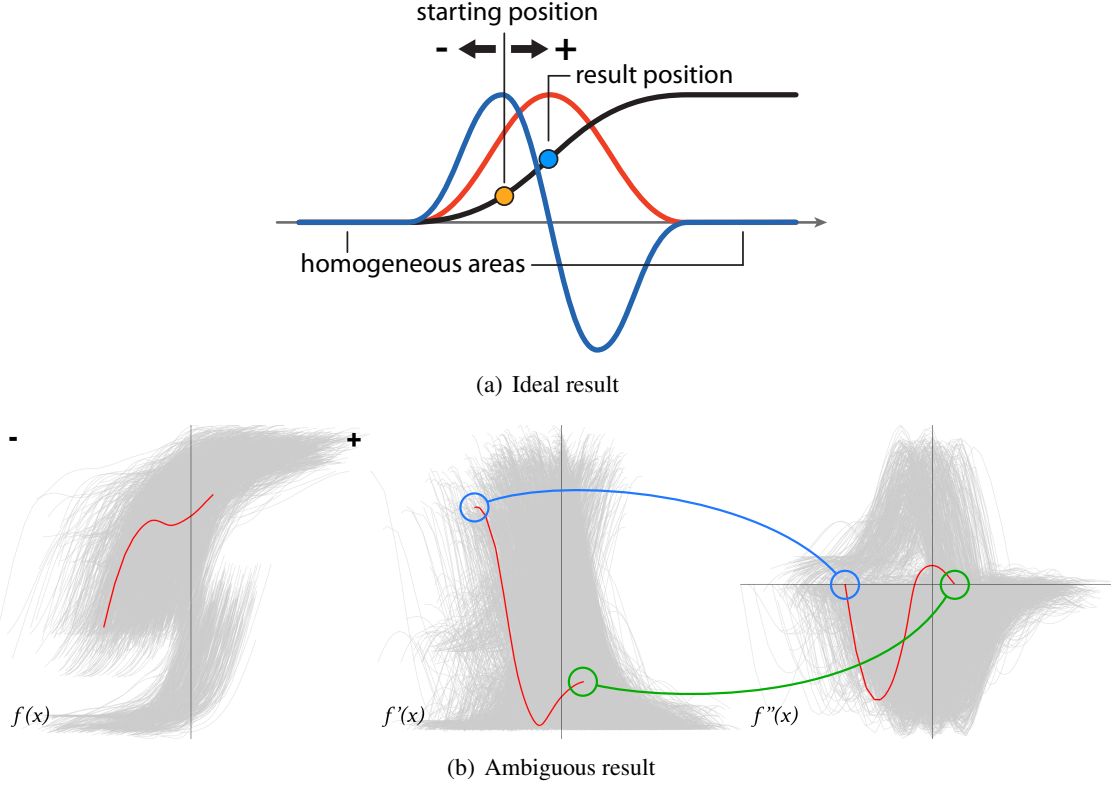 starting position
- +
result position
homogeneous areas
(a) Ideal result
- +
f(x) f'(x) f''(x)
(b) Ambiguous result